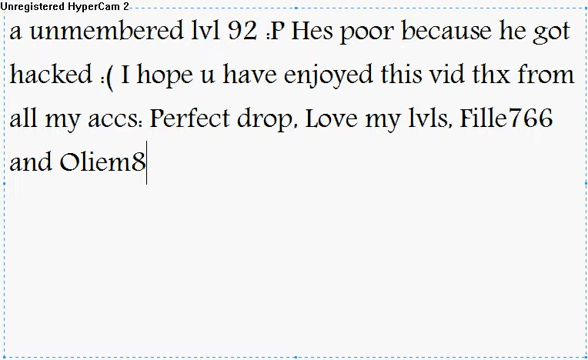 Unregistered HyperCam 2
a unmembered lvl 92 :P Hes poor because he got
hacked :( I hope u have enjoyed this vid thx from
all my accs: Perfect drop, Love my lvls, Fille766
and Oliem8